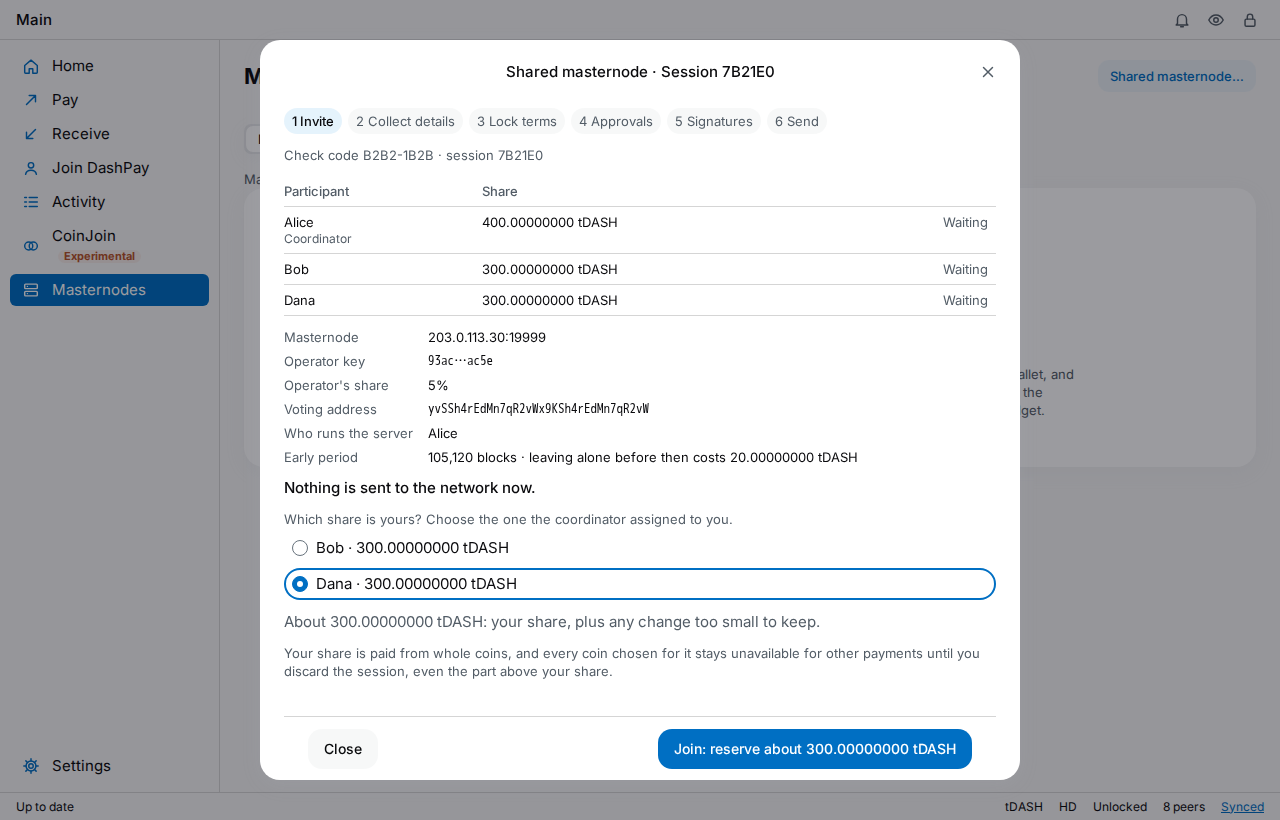 Main
Home
Pay
Receive
Join DashPay
Activity
CoinJoin
Experimental
Masternodes
Settings
M
Shared masternode...
Ma
allet, and
the
get.
Shared masternode · Session 7B21E0
1 Invite
2 Collect details
3 Lock terms
4 Approvals
5 Signatures
6 Send
Check code B2B2-1B2B · session 7B21E0
Participant Share
Alice 400.00000000 tDASH Waiting
Coordinator
Bob 300.00000000 tDASH Waiting
Dana 300.00000000 tDASH Waiting
Masternode 203.0.113.30:19999
Operator key 93ac···ac5e
Operator's share 5%
Voting address yvSSh4rEdMn7qR2vWx9KSh4rEdMn7qR2vW
Who runs the server Alice
Early period 105,120 blocks · leaving alone before then costs 20.00000000 tDASH
Nothing is sent to the network now.
Which share is yours? Choose the one the coordinator assigned to you.
Bob · 300.00000000 tDASH
Dana · 300.00000000 tDASH
About 300.00000000 tDASH: your share, plus any change too small to keep.
Your share is paid from whole coins, and every coin chosen for it stays unavailable for other payments until you
discard the session, even the part above your share.
Close
Join: reserve about 300.00000000 tDASH
Up to date
tDASH HD Unlocked 8 peers Synced